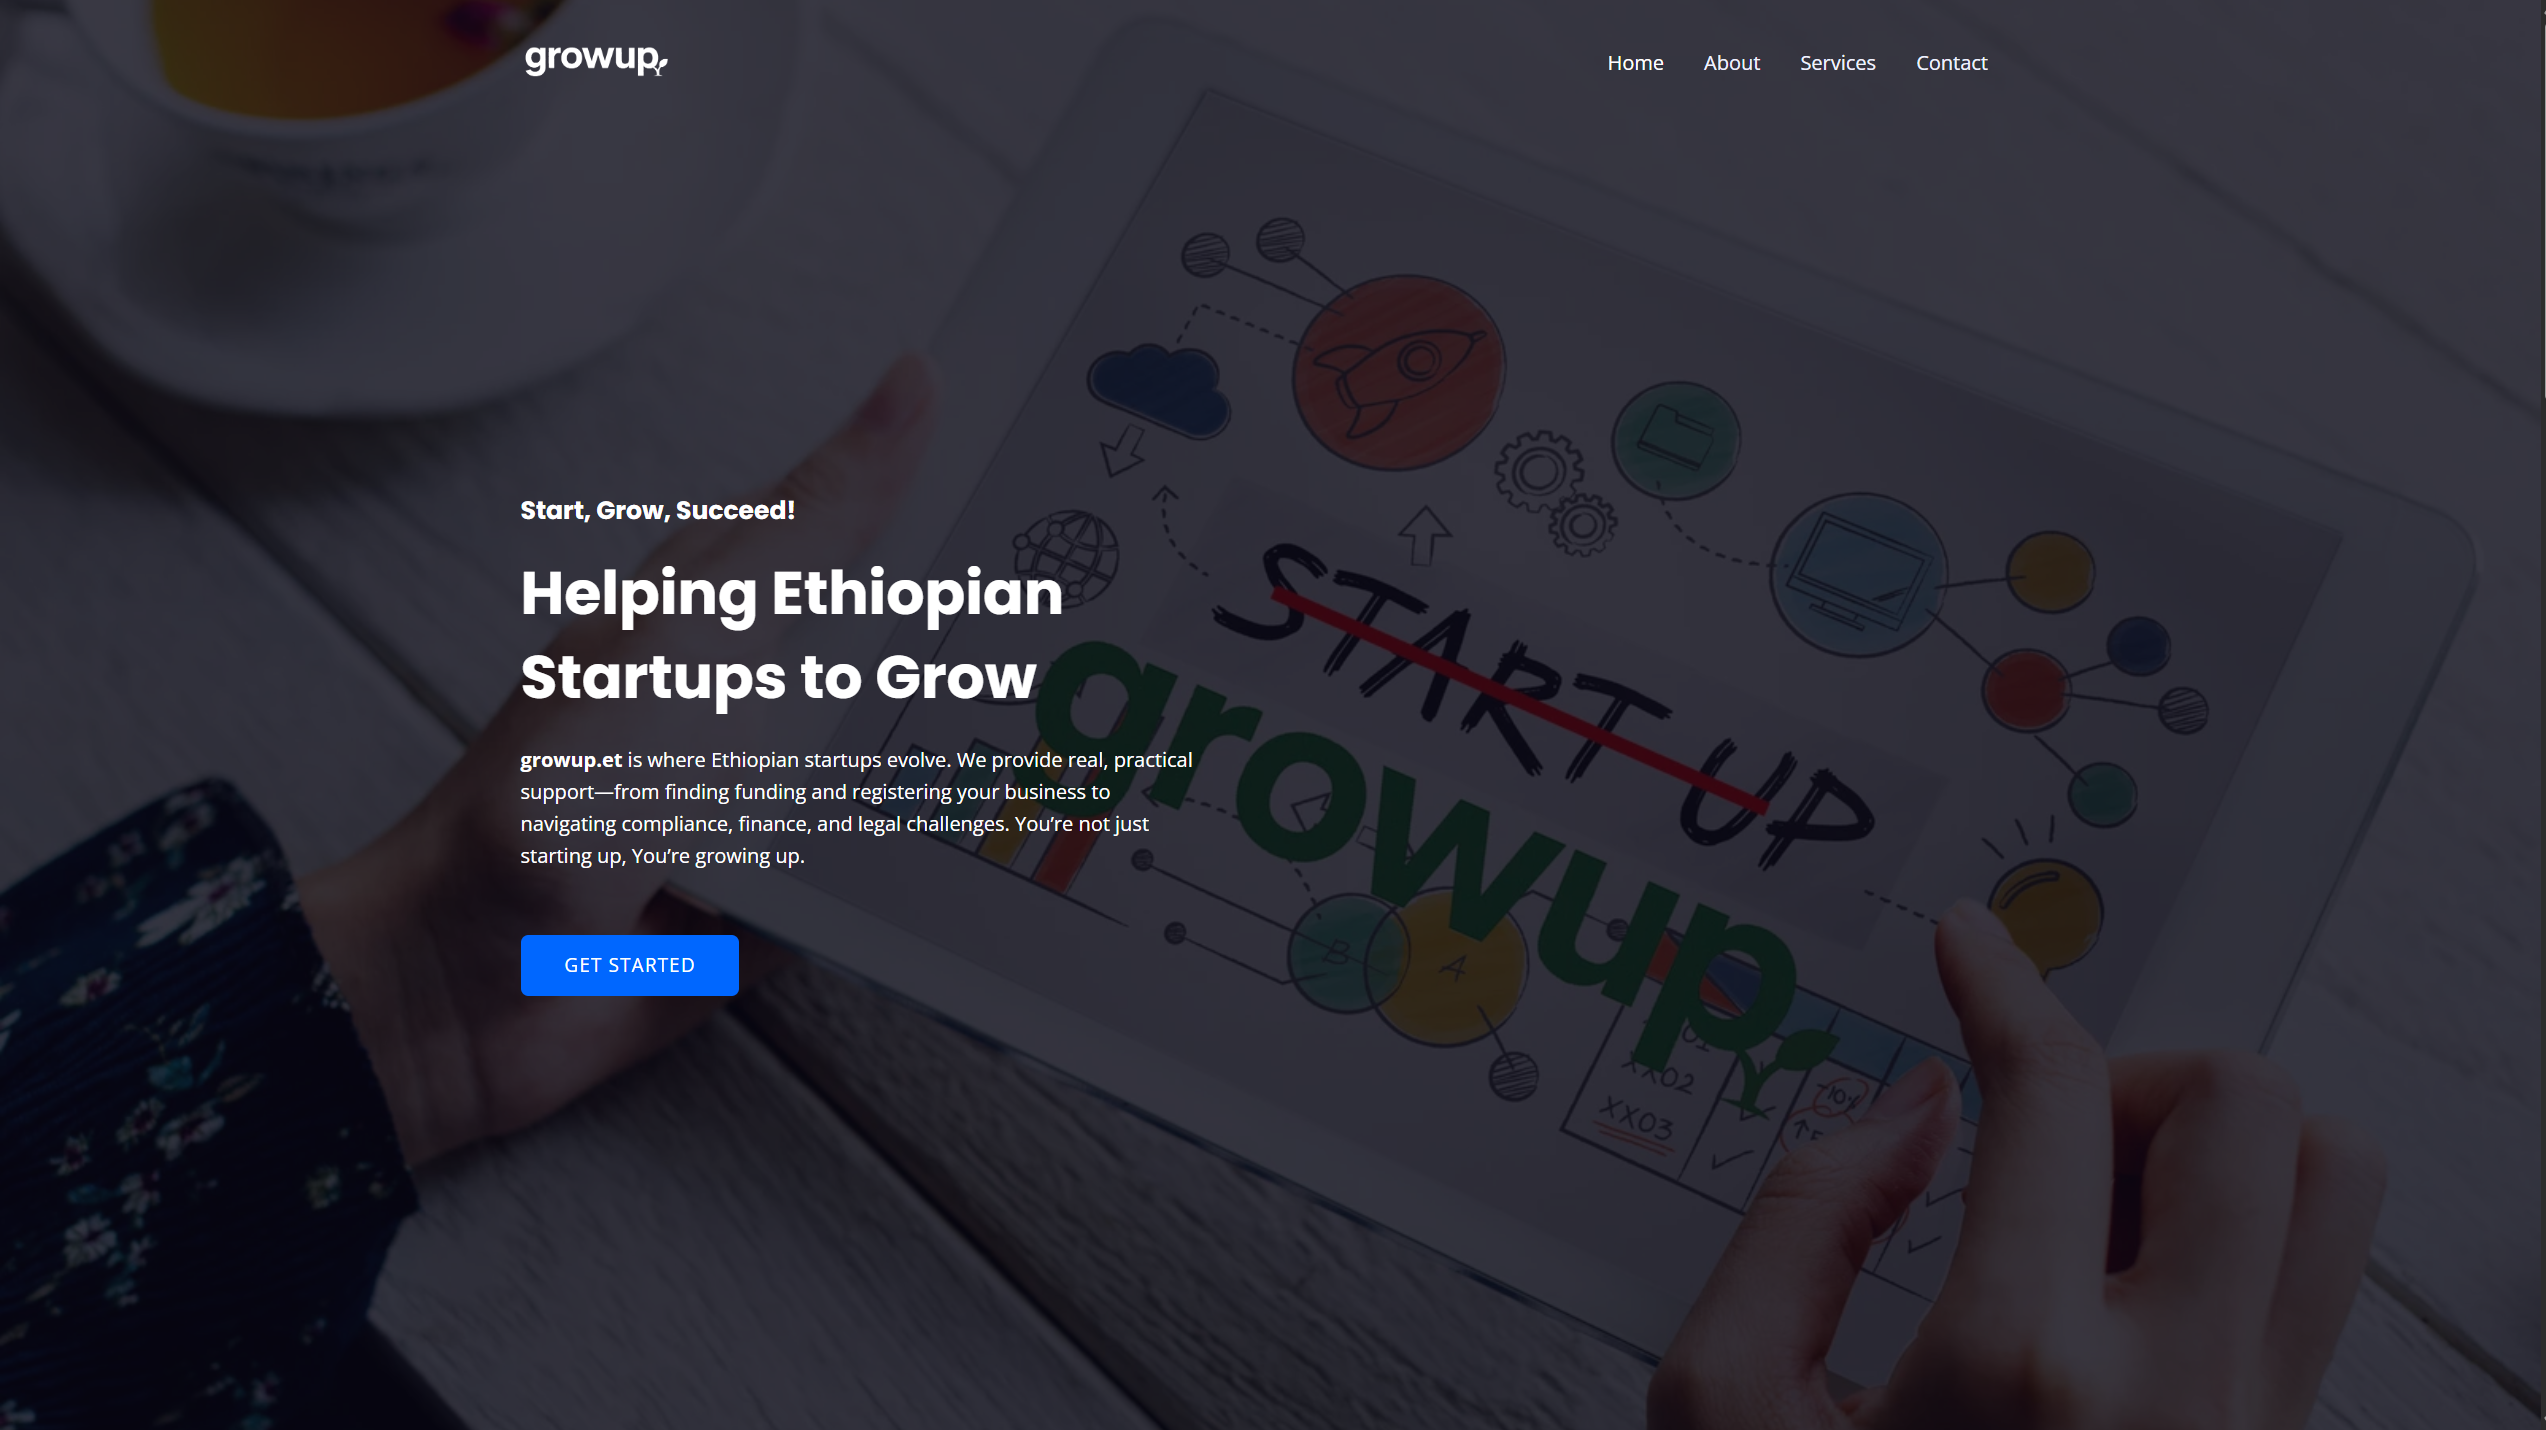 growup
Home About Services Contact
Start, Grow, Succeed!
Helping Ethiopian
Startups to Grow
growup.et is where Ethiopian startups evolve. We provide real, practical
support—from finding funding and registering your business to
navigating compliance, finance, and legal challenges. You’re not just
starting up, You’re growing up.
GET STARTED
START UP
growup
B
A
XX02
XX03
10%